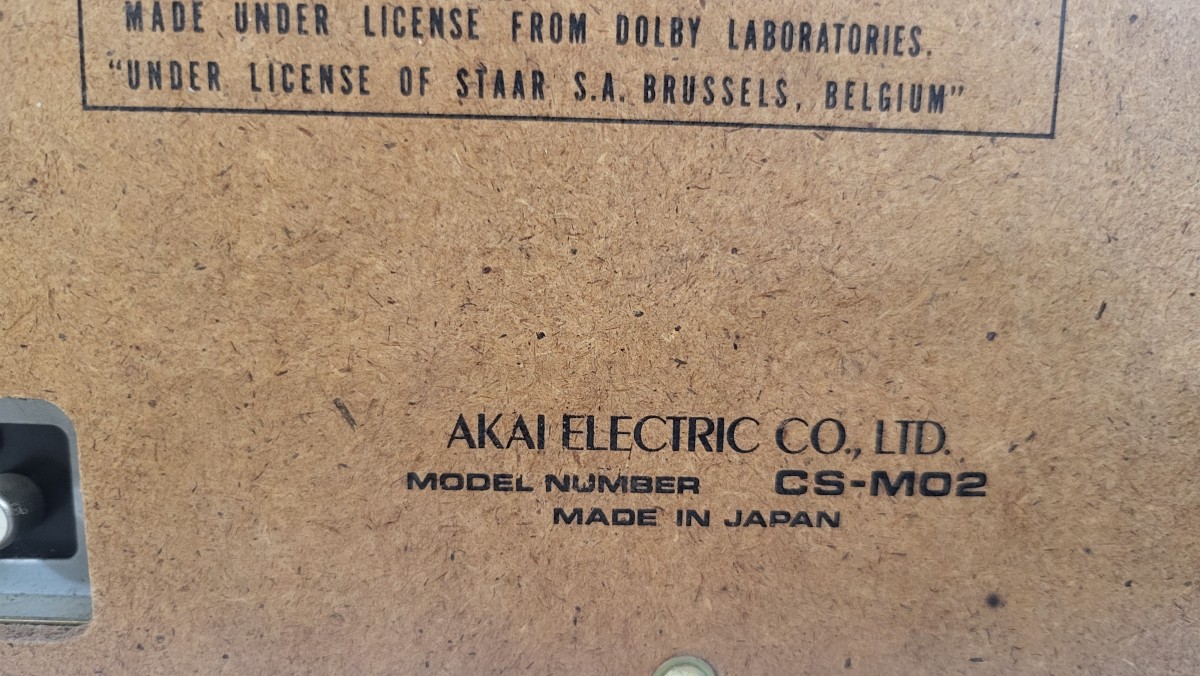 MADE UNDER LICENSE FROM DOLBY LABORATORIES.
"UNDER LICENSE OF STAAR S.A. BRUSSELS, BELGIUM"
AKAI ELECTRIC CO., LTD.
MODEL NUMBER CS-M02
MADE IN JAPAN